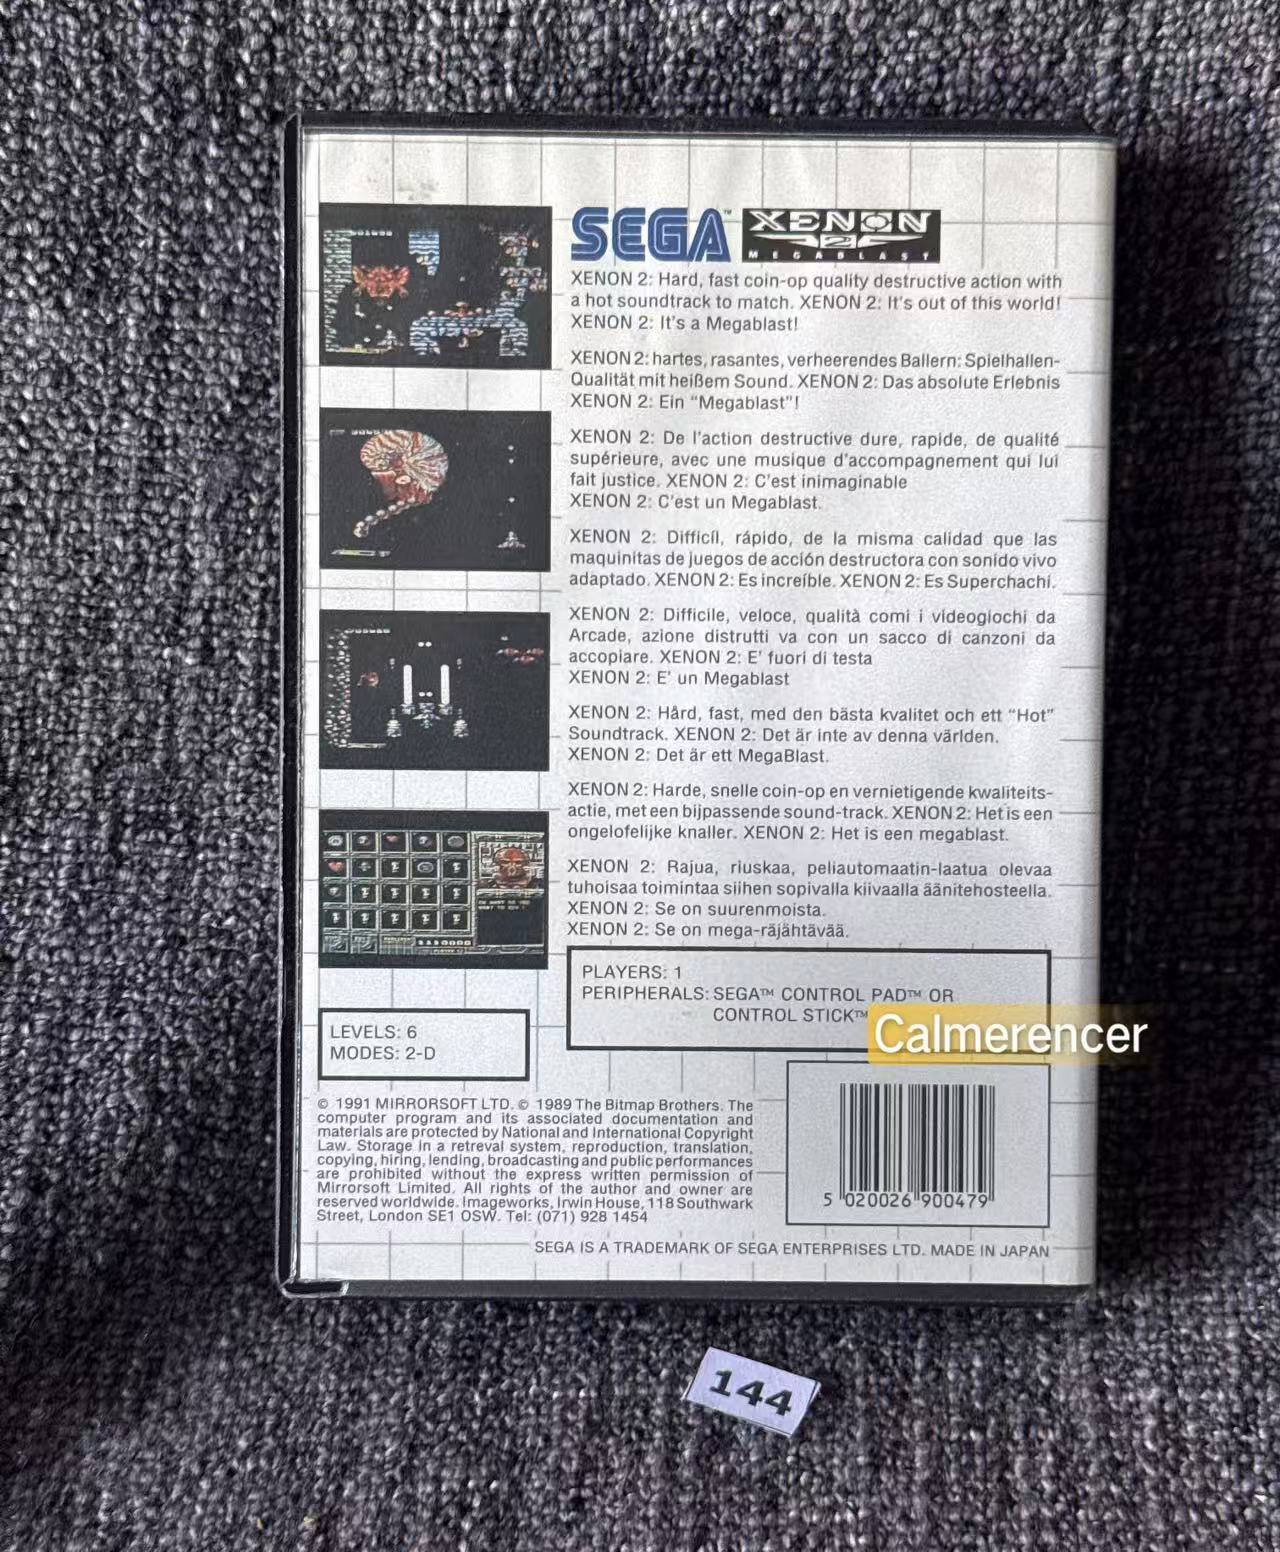 SEGA™ XENON 2 MEGABLAST
XENON 2: Hard, fast coin-op quality destructive action with
a hot soundtrack to match. XENON 2: It's out of this world!
XENON 2: It's a Megablast!
XENON 2: hartes, rasantes, verheerendes Ballern: Spielhallen-
Qualität mit heißem Sound. XENON 2: Das absolute Erlebnis
XENON 2: Ein “Megablast”!
XENON 2: De l'action destructive dure, rapide, de qualité
supérieure, avec une musique d'accompagnement qui lui
fait justice. XENON 2: C'est inimaginable
XENON 2: C'est un Megablast.
XENON 2: Difficíl, rápido, de la misma calidad que las
maquinitas de juegos de acción destructora con sonido vivo
adaptado. XENON 2: Es increíble. XENON 2: Es Superchachi.
XENON 2: Difficile, veloce, qualità comi i videogiochi da
Arcade, azione distrutti va con un sacco di canzoni da
accopiare. XENON 2: E' fuori di testa
XENON 2: E' un Megablast
XENON 2: Hård, fast, med den bästa kvalitet och ett “Hot”
Soundtrack. XENON 2: Det är inte av denna världen.
XENON 2: Det är ett MegaBlast.
XENON 2: Harde, snelle coin-op en vernietigende kwaliteits-
actie, met een bijpassende sound-track. XENON 2: Het is een
ongelofelijke knaller. XENON 2: Het is een megablast.
XENON 2: Rajua, riuskaa, peliautomaatin-laatua olevaa
tuhoisaa toimintaa siihen sopivalla kiivaalla äänitehosteella.
XENON 2: Se on suurenmoista.
XENON 2: Se on mega-räjähtävää.
PLAYERS: 1
PERIPHERALS: SEGA™ CONTROL PAD™ OR
CONTROL STICK™
Calmerencer
LEVELS: 6
MODES: 2-D
© 1991 MIRRORSOFT LTD. © 1989 The Bitmap Brothers. The
computer program and its associated documentation and
materials are protected by National and International Copyright
Law. Storage in a retreval system, reproduction, translation,
copying, hiring, lending, broadcasting and public performances
are prohibited without the express written permission of
Mirrorsoft Limited. All rights of the author and owner are
reserved worldwide. Imageworks, Irwin House, 118 Southwark
Street, London SE1 OSW. Tel: (071) 928 1454
5 020026 900479
SEGA IS A TRADEMARK OF SEGA ENTERPRISES LTD. MADE IN JAPAN
144